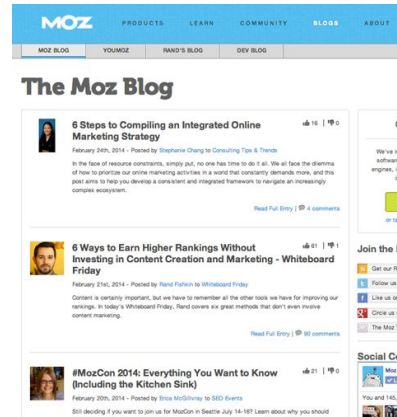 MOZ
PRODUCTS LEARN COMMUNITY BLOGS ABOUT
MOZ BLOG YOUMOZ RAND'S BLOG DEV BLOG
The Moz Blog
6 Steps to Compiling an Integrated Online
Marketing Strategy
16 | 0
February 24th, 2014 - Posted by Stephanie Chang to Consulting Tips & Trends
In the face of resource constraints, simply put, no one has time to do it all. We all face the dilemma
of how to prioritize our online marketing activities in a world that constantly demands more, and this
post aims to help you develop a consistent and integrated framework to navigate an increasingly
complex ecosystem.
Read Full Entry | 4 comments
6 Ways to Earn Higher Rankings Without
Investing in Content Creation and Marketing - Whiteboard
Friday
61 | 1
February 21st, 2014 - Posted by Rand Fishkin to Whiteboard Friday
Content is certainly important, but we have to remember all the other tools we have for improving our
rankings. In today's Whiteboard Friday, Rand covers six great methods that don't even involve
content marketing.
Read Full Entry | 90 comments
#MozCon 2014: Everything You Want to Know
(Including the Kitchen Sink)
21 | 0
February 20th, 2014 - Posted by Erica McGillivray to SEO Events
Still deciding if you want to join us for MozCon in Seattle July 14-16? Learn about why you should
We've
softwar
engines,
or
Join the
Get our R
Follow us
Like us o
Circle us
The Moz
Social C
Moz
You and 145,